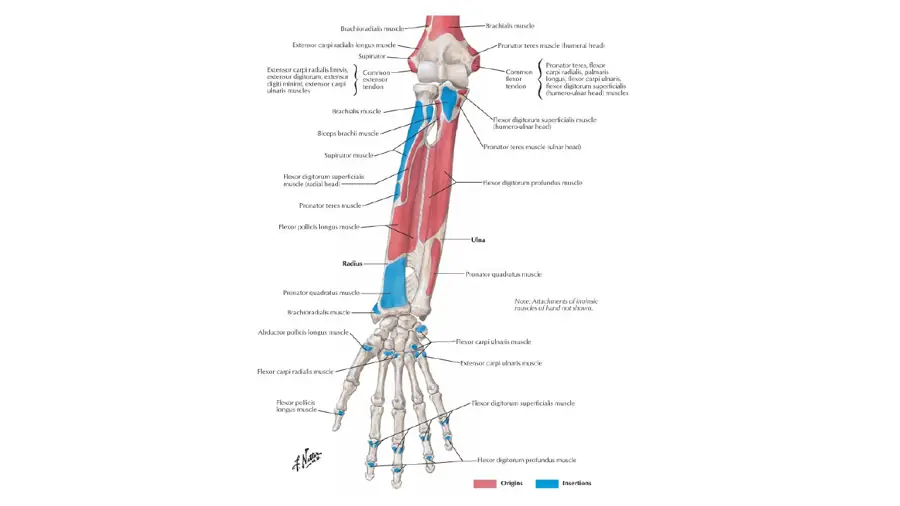 Brachioradialis muscle
Brachialis muscle
Extensor carpi radialis longus muscle
Pronator teres muscle (humeral head)
Supinator
Extensor carpi radialis brevis,
extensor digitorum, extensor
digiti minimi, extensor carpi
ulnaris muscles
Common
extensor
tendon
Common
flexor
tendon
Pronator teres, flexor
carpi radialis, palmaris
longus, flexor carpi ulnaris,
flexor digitorum superficialis
(humero-ulnar head) muscles
Brachialis muscle
Flexor digitorum superficialis muscle
(humero-ulnar head)
Biceps brachii muscle
Pronator teres muscle (ulnar head)
Supinator muscle
Flexor digitorum superficialis
muscle (radial head)
Flexor digitorum profundus muscle
Pronator teres muscle
Flexor pollicis longus muscle
Ulna
Radius
Pronator quadratus muscle
Pronator quadratus muscle
Note: Attachments of intrinsic
muscles of hand not shown.
Brachioradialis muscle
Abductor pollicis longus muscle
Flexor carpi ulnaris muscle
Extensor carpi ulnaris muscle
Flexor carpi radialis muscle
Flexor pollicis
longus muscle
Flexor digitorum superficialis muscle
Flexor digitorum profundus muscle
F. Netter
Origins
Insertions